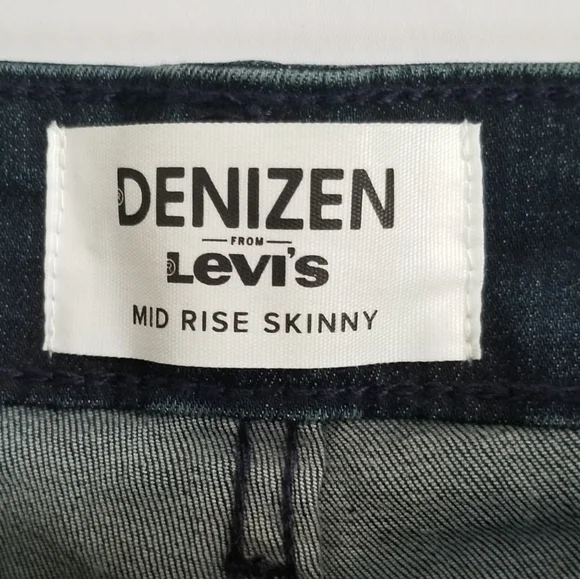 ®DENIZEN
FROM
®Levi's
MID RISE SKINNY